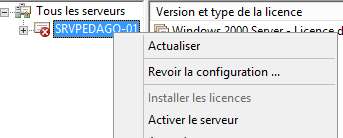 Tous les serveurs
Version et type de la licence
SRVPEDAGO-01
Windows 2000 Server - Licence d
Actualiser
Revoir la configuration ...
Installer les licences
Activer le serveur